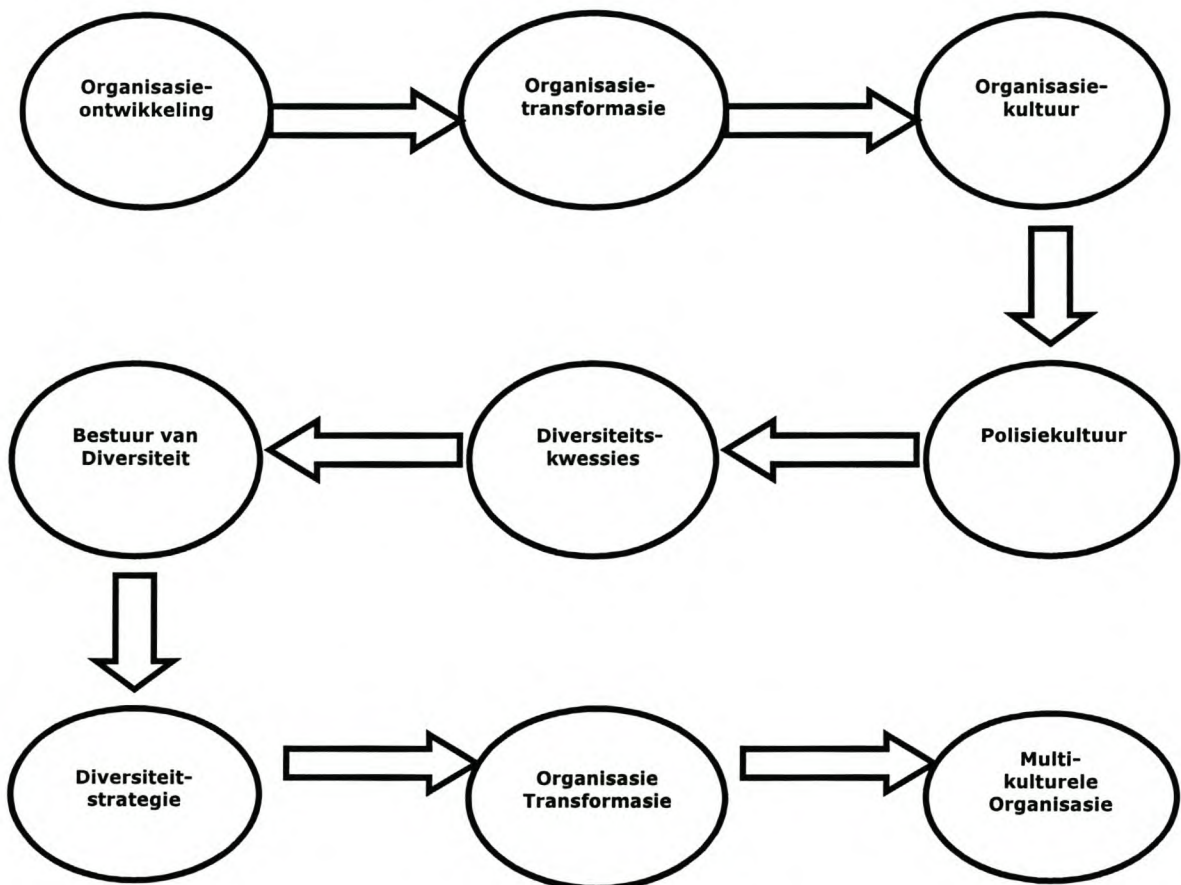 Organisasie-
ontwikkeling
Organisasie-
transformasie
Organisasie-
kultuur
Polisiekultuur
Diversiteits-
kwessies
Bestuur van
Diversiteit
Diversiteit-
strategie
Organisasie
Transformasie
Multi-
kulturele
Organisasie